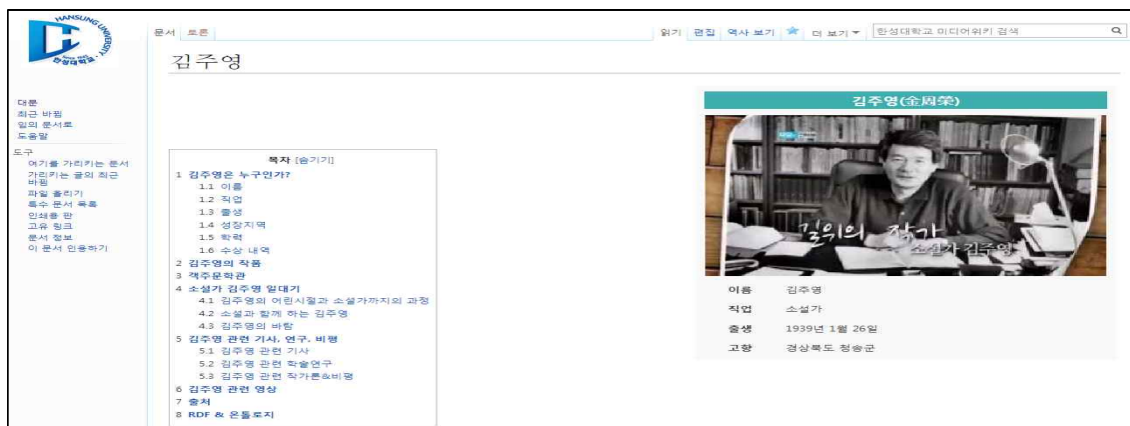 HANSUNG UNIVERSITY
한성대학교
문서 토론
읽기 편집 역사 보기 더 보기 한성대학교 미디어위키 검색
김주영
대문
최근 바뀜
임의 문서로
도움말
도구
여기를 가리키는 문서
가리키는 글의 최근
바뀜
파일 올리기
특수 문서 목록
인쇄용 판
고유 링크
문서 정보
이 문서 인용하기
목차 [숨기기]
1 김주영은 누구인가?
1.1 이름
1.2 직업
1.3 출생
1.4 성장지역
1.5 학력
1.6 수상 내역
2 김주영의 작품
3 객주문학관
4 소설가 김주영 일대기
4.1 김주영의 어린시절과 소설가까지의 과정
4.2 소설과 함께 하는 김주영
4.3 김주영의 바람
5 김주영 관련 기사, 연구, 비평
5.1 김주영 관련 기사
5.2 김주영 관련 학술연구
5.3 김주영 관련 작가론&비평
6 김주영 관련 영상
7 출처
8 RDF & 온톨로지
김주영(金周榮)
길위의 작가
소설가 김주영
이름 김주영
직업 소설가
출생 1939년 1월 26일
고향 경상북도 청송군